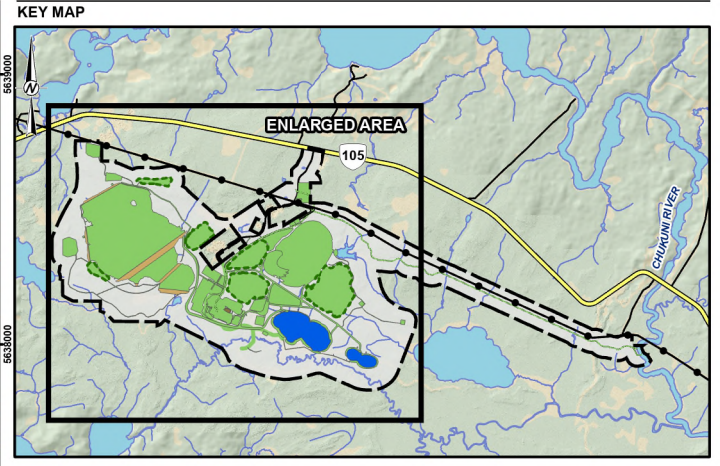 KEY MAP
5639000
N
ENLARGED AREA
105
CHUKUNI RIVER
5638000